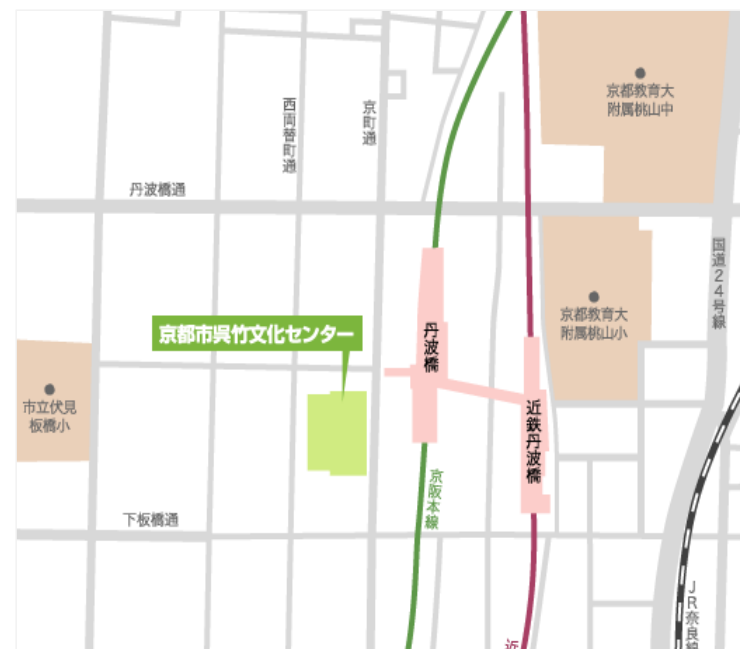 京都教育大
附属桃山中
西両替町通
京町通
丹波橋通
国道24号線
京都教育大
附属桃山小
京都市呉竹文化センター
丹波橋
市立伏見
板橋小
近鉄丹波橋
京阪本線
下板橋通
JR奈良線
近